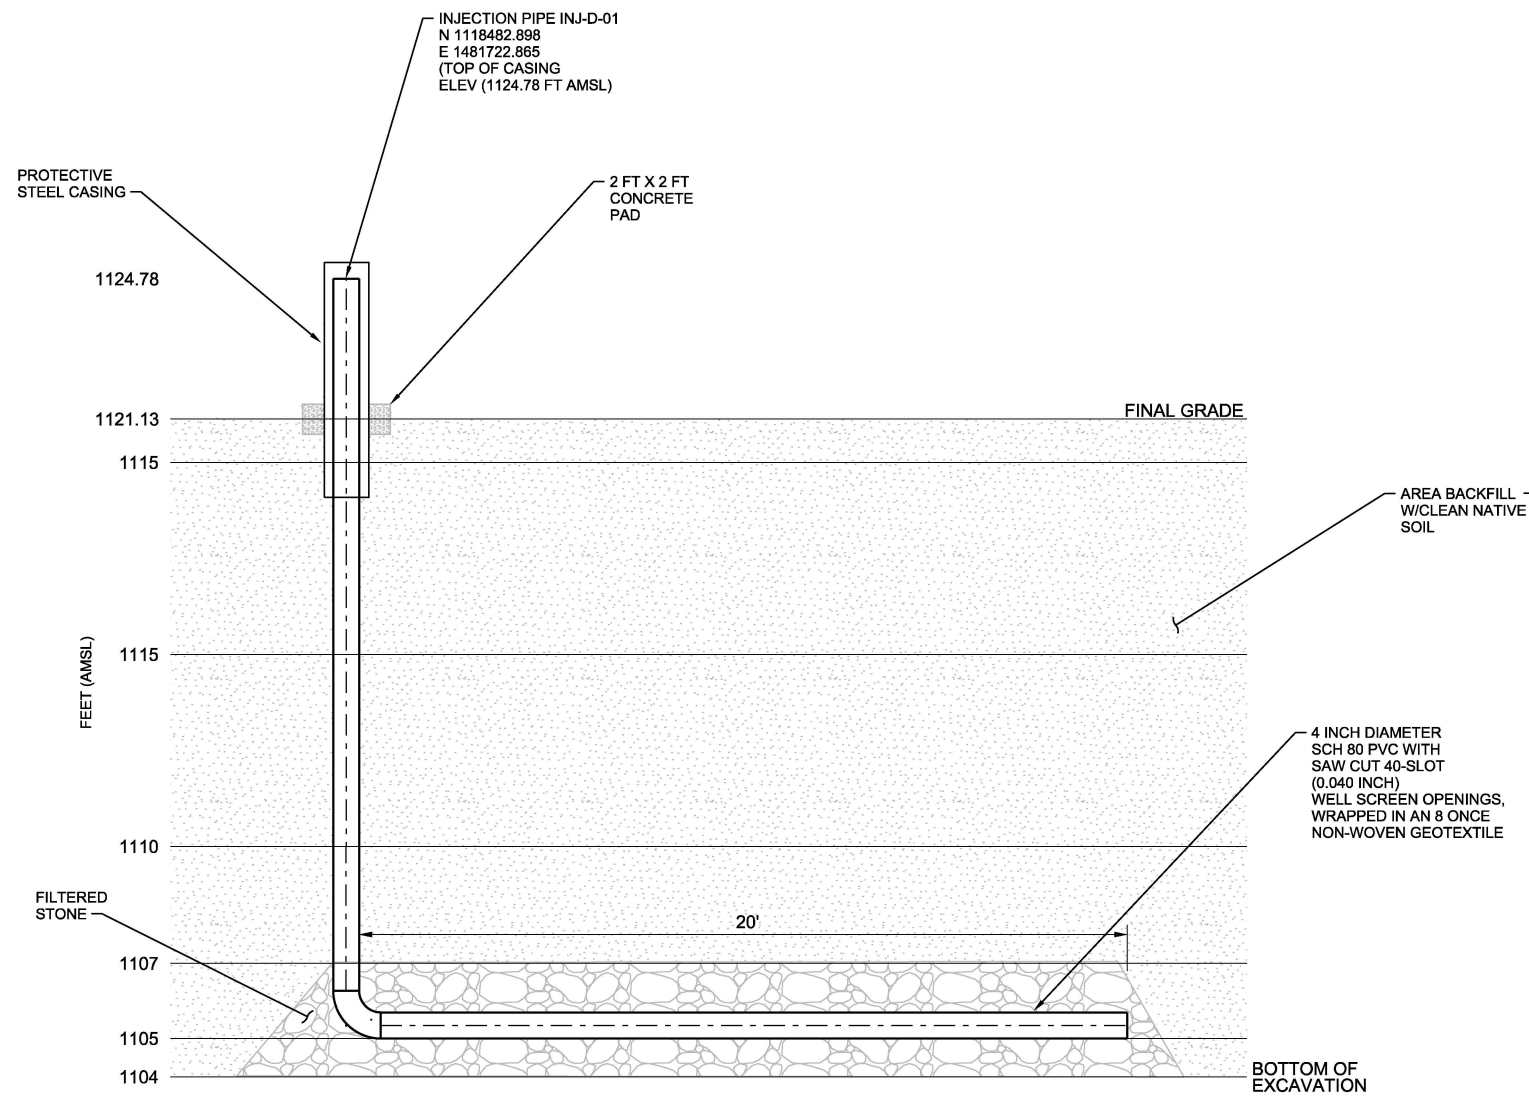 INJECTION PIPE INJ-D-01
N 1118482.898
E 1481722.865
(TOP OF CASING
ELEV (1124.78 FT AMSL)
PROTECTIVE
STEEL CASING
2 FT X 2 FT
CONCRETE
PAD
1124.78
1121.13
FINAL GRADE
1115
AREA BACKFILL
W/CLEAN NATIVE
SOIL
FEET (AMSL)
1115
4 INCH DIAMETER
SCH 80 PVC WITH
SAW CUT 40-SLOT
(0.040 INCH)
WELL SCREEN OPENINGS,
WRAPPED IN AN 8 ONCE
NON-WOVEN GEOTEXTILE
1110
FILTERED
STONE
20'
1107
1105
1104
BOTTOM OF
EXCAVATION